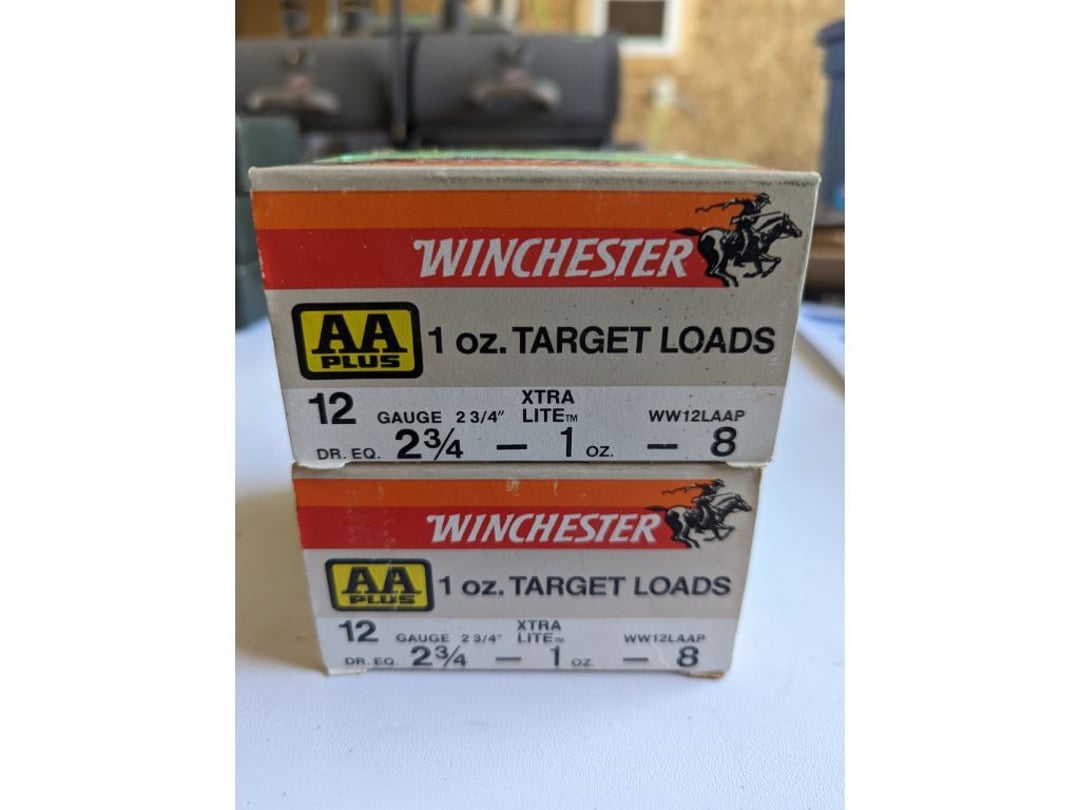 WINCHESTER
AA
PLUS
1 oz. TARGET LOADS
12 GAUGE 2 3/4" XTRA LITE™ WW12LAAP
DR. EQ. 2¾ — 1 oz. — 8
WINCHESTER
AA
PLUS
1 oz. TARGET LOADS
12 GAUGE 2 3/4" XTRA LITE™ WW12LAAP
DR. EQ. 2¾ — 1 oz. — 8